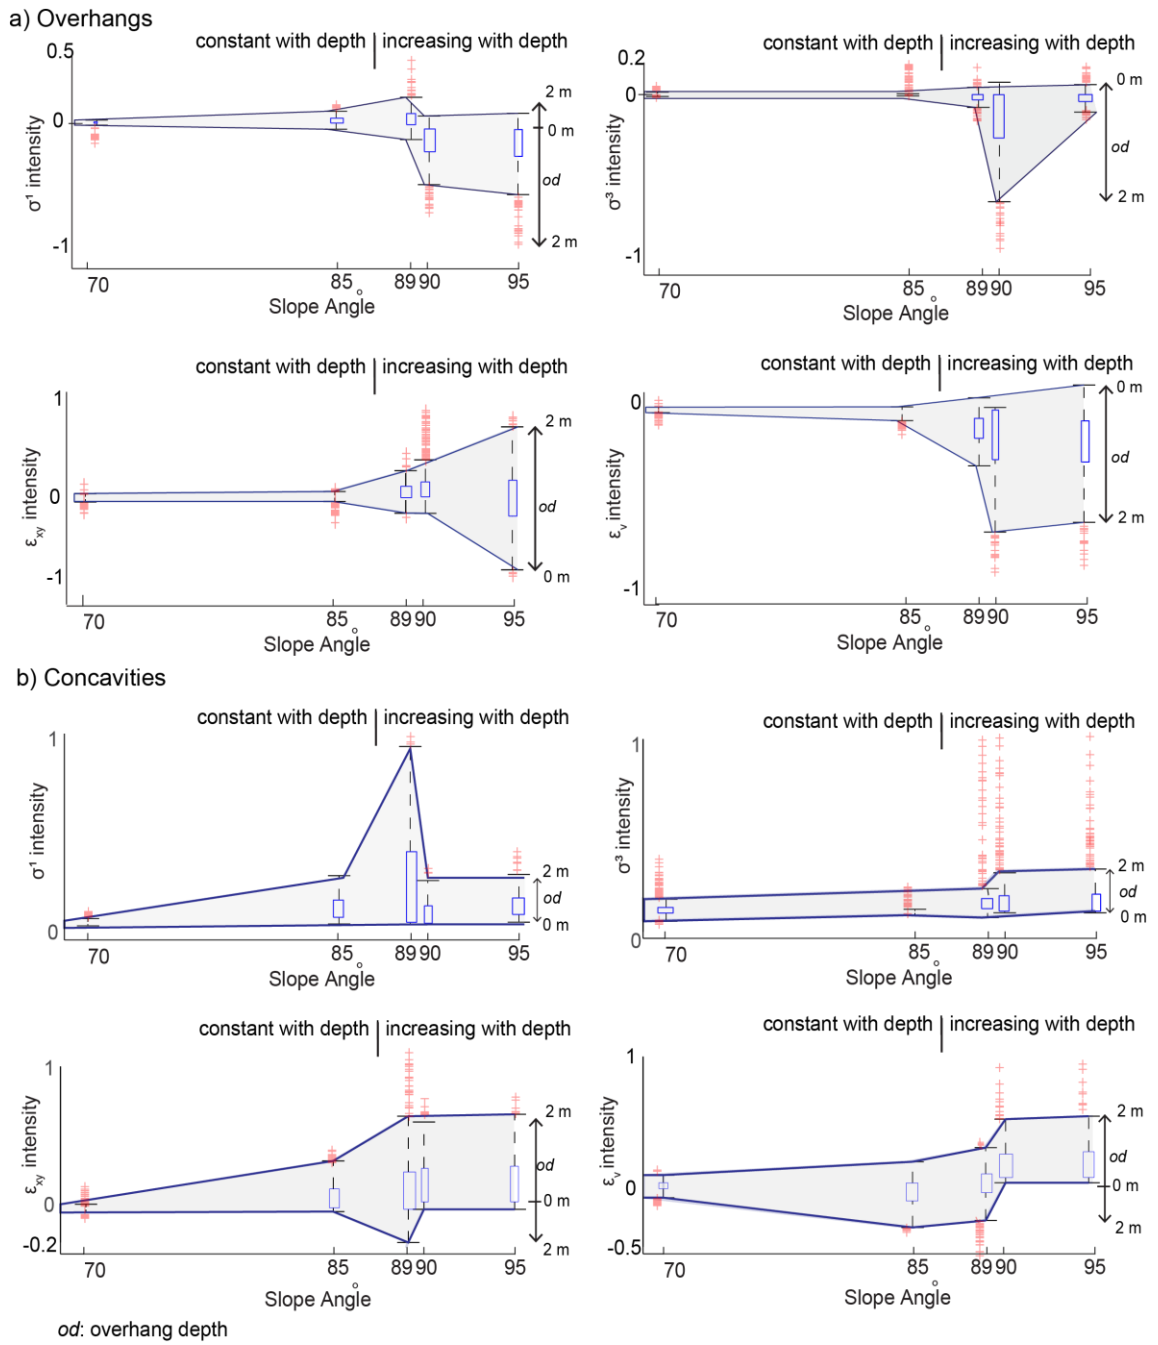 a) Overhangs
constant with depth | increasing with depth
0.5
0
-1
σ¹ intensity
2 m
0 m
od
2 m
70 85 89 90 95
Slope Angle°
constant with depth | increasing with depth
0.2
0
-1
σ³ intensity
0 m
od
2 m
70 85 89 90 95
Slope Angle°
constant with depth | increasing with depth
1
0
-1
εxy intensity
2 m
od
0 m
70 85 89 90 95
Slope Angle°
constant with depth | increasing with depth
0
-1
εv intensity
0 m
od
2 m
70 85 89 90 95
Slope Angle°
b) Concavities
constant with depth | increasing with depth
1
0
σ¹ intensity
2 m
od
0 m
70 85 89 90 95
Slope Angle°
constant with depth | increasing with depth
1
0
σ³ intensity
2 m
od
0 m
70 85 89 90 95
Slope Angle°
constant with depth | increasing with depth
1
0
-0.2
εxy intensity
2 m
od
0 m
2 m
70 85 89 90 95
Slope Angle°
constant with depth | increasing with depth
1
0
-0.5
εv intensity
2 m
od
0 m
2 m
70 85 89 90 95
Slope Angle°
od: overhang depth